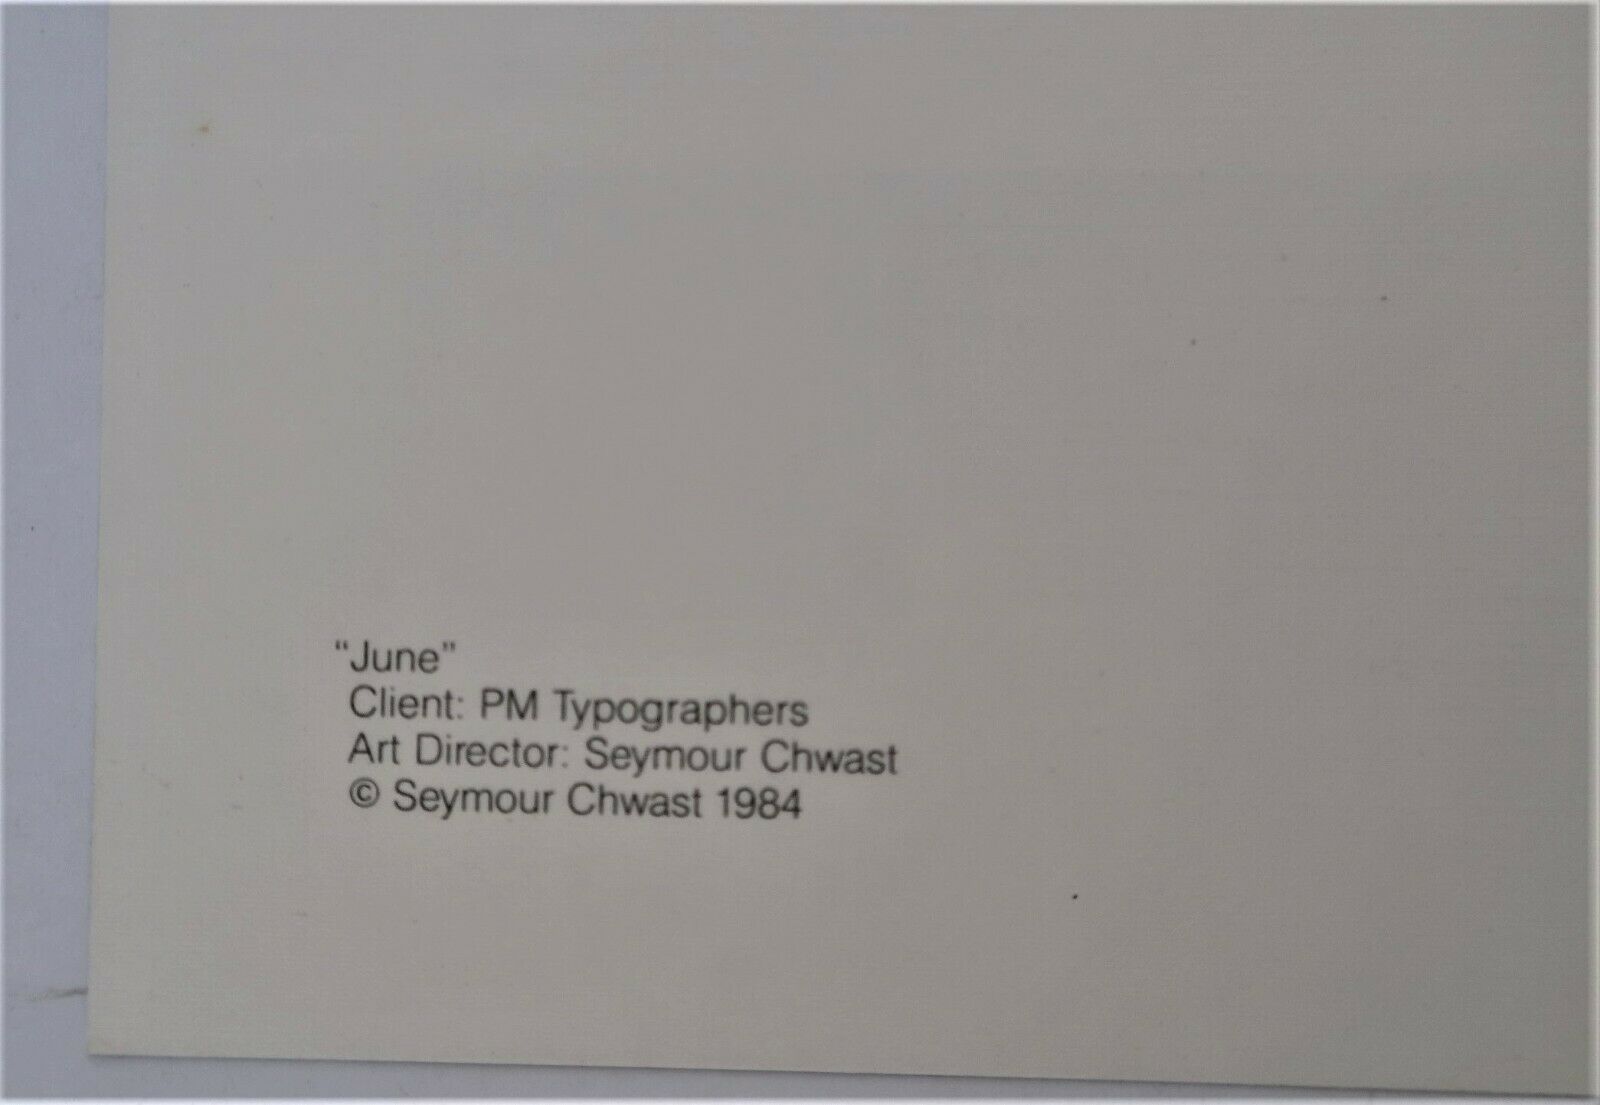 “June”
Client: PM Typographers
Art Director: Seymour Chwast
© Seymour Chwast 1984